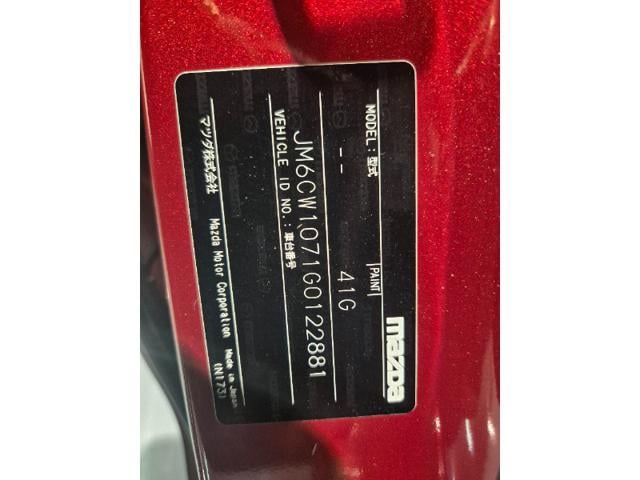 mazda
MODEL:型式 PAINT
-- 41G
JM6CW1071G0122881
VEHICLE ID NO.:車台番号
マツダ株式会社 Mazda Motor Corporation Made in Japan
(N173)